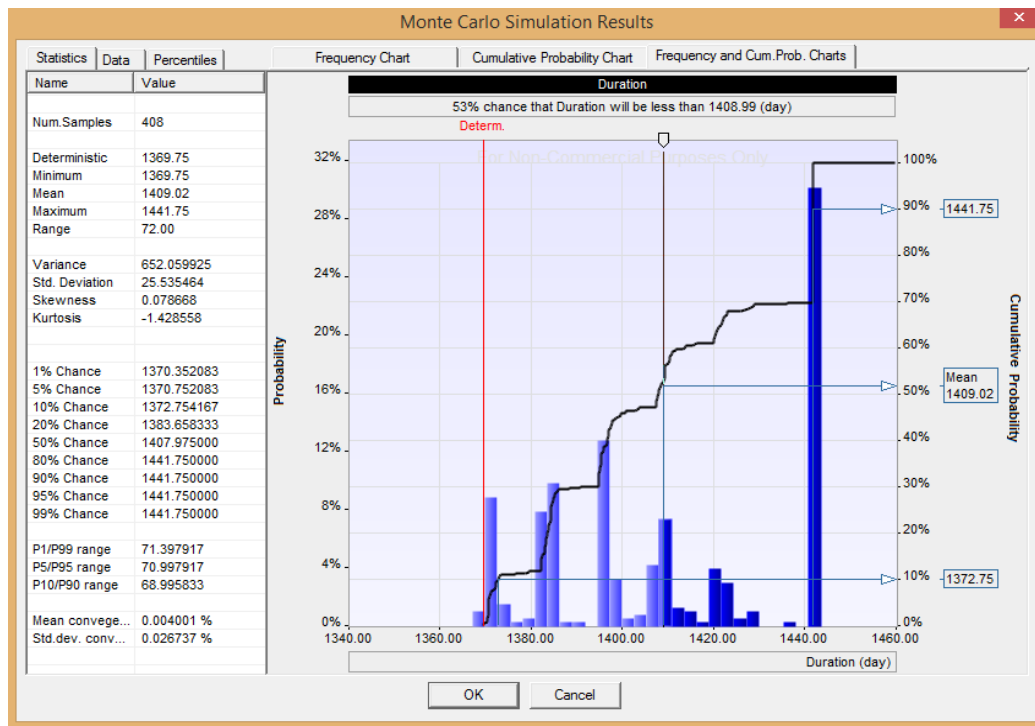 Monte Carlo Simulation Results
Statistics Data Percentiles
Frequency Chart Cumulative Probability Chart Frequency and Cum.Prob. Charts
Name Value
Num.Samples 408
Deterministic 1369.75
Minimum 1369.75
Mean 1409.02
Maximum 1441.75
Range 72.00
Variance 652.059925
Std. Deviation 25.535464
Skewness 0.078668
Kurtosis -1.428558
1% Chance 1370.352083
5% Chance 1370.752083
10% Chance 1372.754167
20% Chance 1383.658333
50% Chance 1407.975000
80% Chance 1441.750000
90% Chance 1441.750000
95% Chance 1441.750000
99% Chance 1441.750000
P1/P99 range 71.397917
P5/P95 range 70.997917
P10/P90 range 68.995833
Mean convege... 0.004001 %
Std.dev. conv... 0.026737 %
Duration
53% chance that Duration will be less than 1408.99 (day)
Determ.
For Non-Commercial Purposes Only
Probability
32%
28%
24%
20%
16%
12%
8%
4%
0%
1340.00 1360.00 1380.00 1400.00 1420.00 1440.00 1460.00
Duration (day)
100%
90%
80%
70%
60%
50%
40%
30%
20%
10%
0%
Cumulative Probability
1441.75
Mean
1409.02
1372.75
OK Cancel